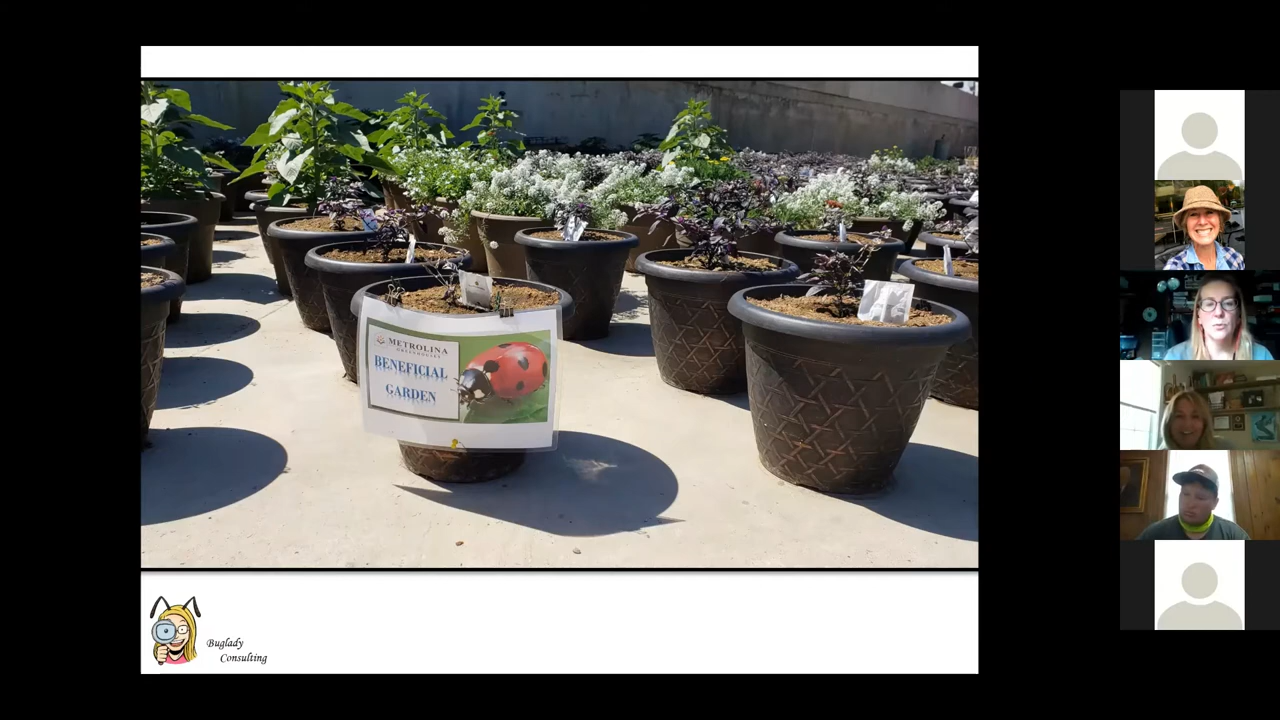 METROLINA
GREENHOUSES
BENEFICIAL
GARDEN
Buglady
Consulting